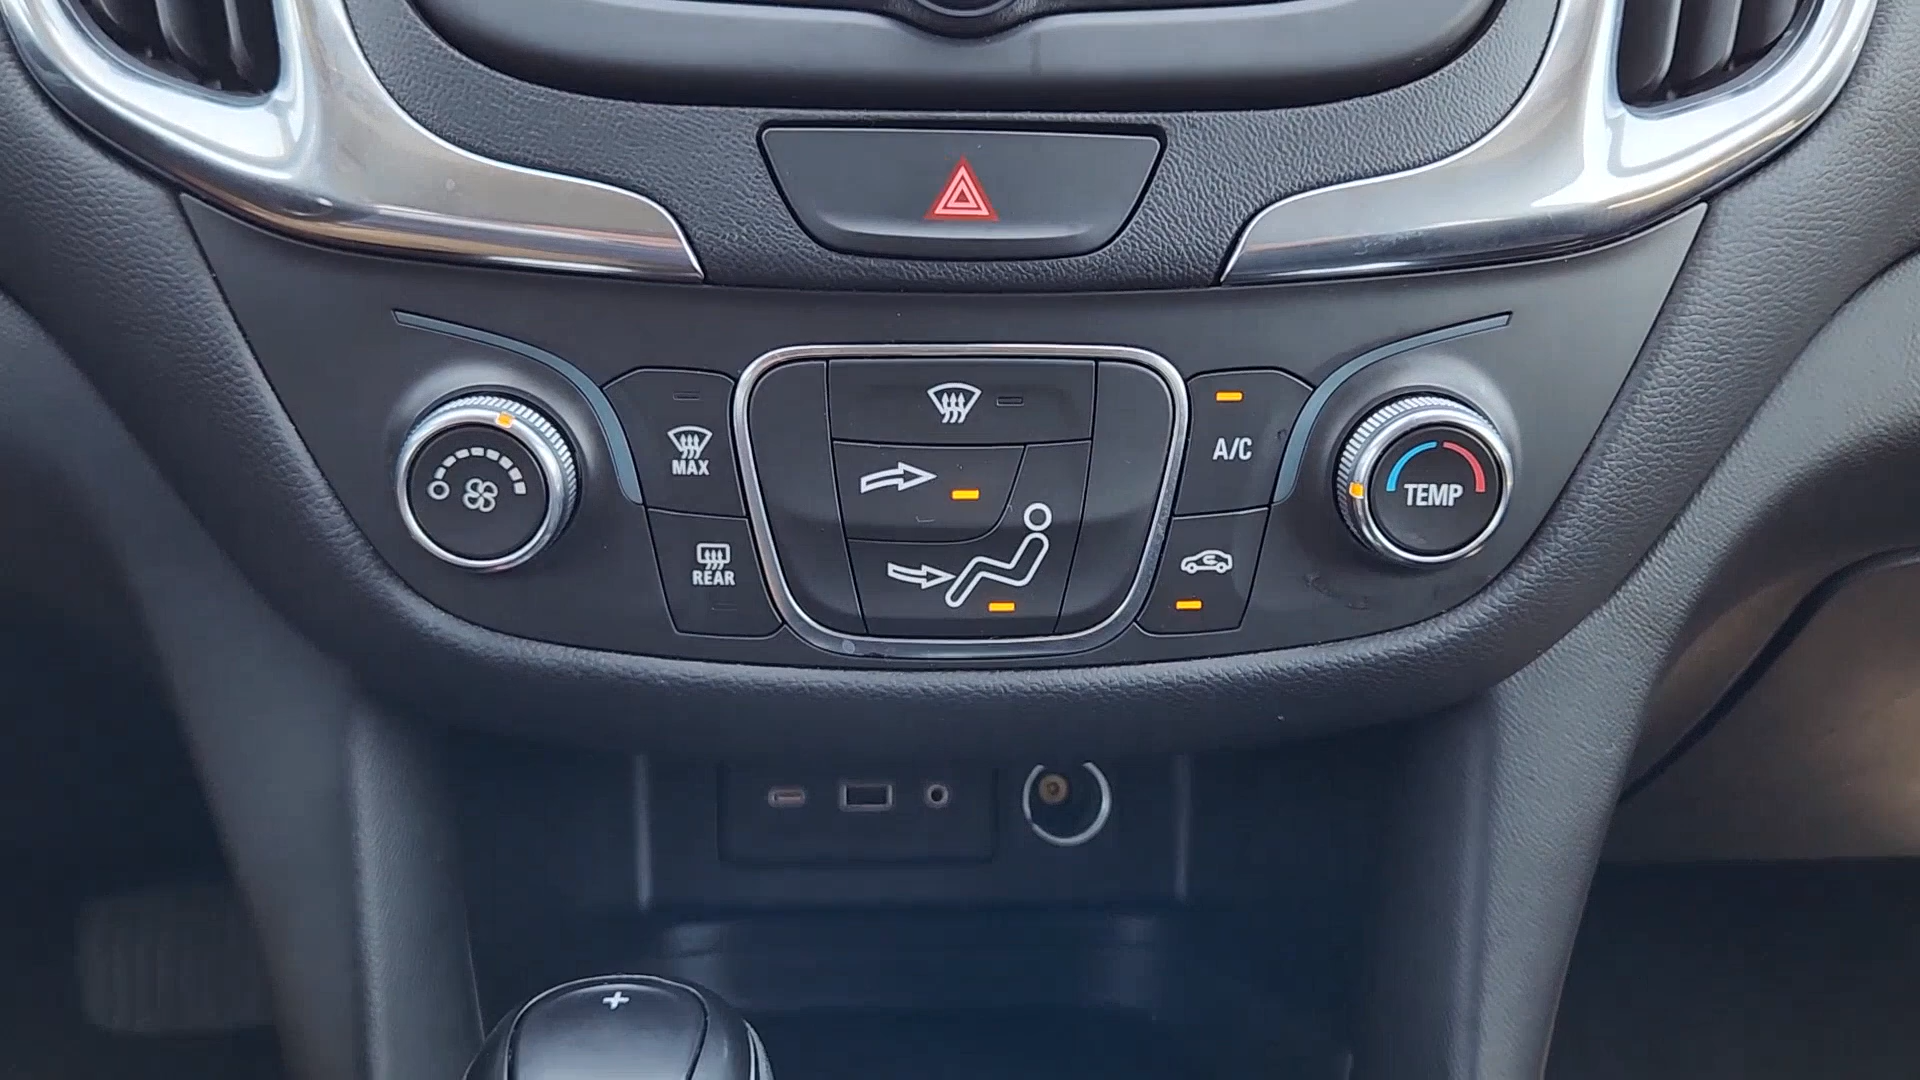 MAX
A/C
TEMP
REAR
+